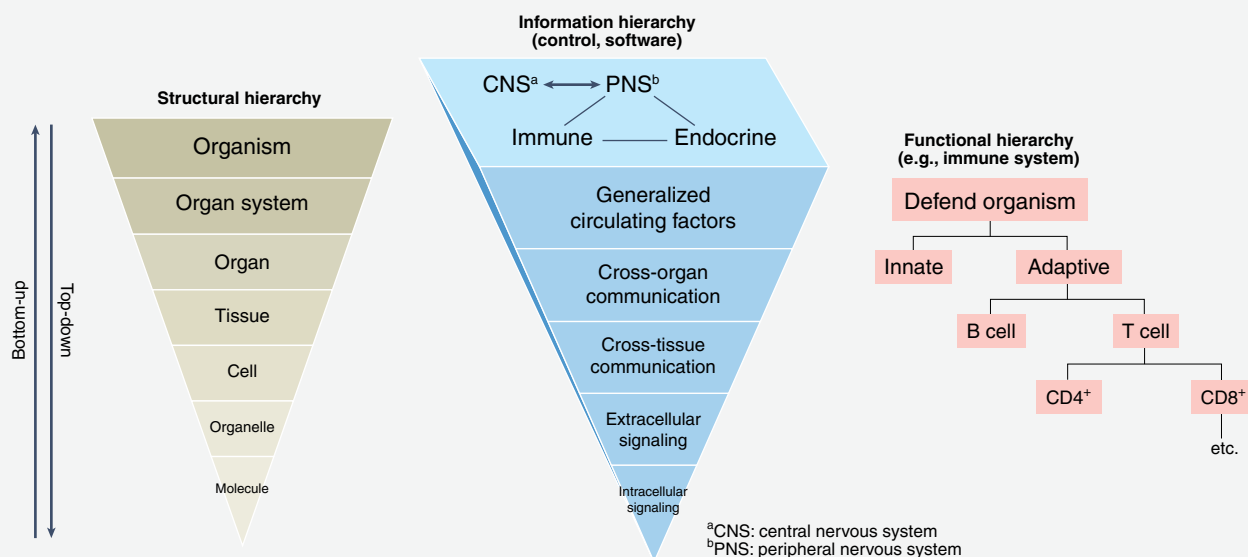 Structural hierarchy
Bottom-up
Top-down
Organism
Organ system
Organ
Tissue
Cell
Organelle
Molecule
Information hierarchy
(control, software)
CNSᵃ PNSᵇ
Immune Endocrine
Generalized
circulating factors
Cross-organ
communication
Cross-tissue
communication
Extracellular
signaling
Intracellular
signaling
ᵃCNS: central nervous system
ᵇPNS: peripheral nervous system
Functional hierarchy
(e.g., immune system)
Defend organism
Innate Adaptive
B cell T cell
CD4⁺ CD8⁺
etc.